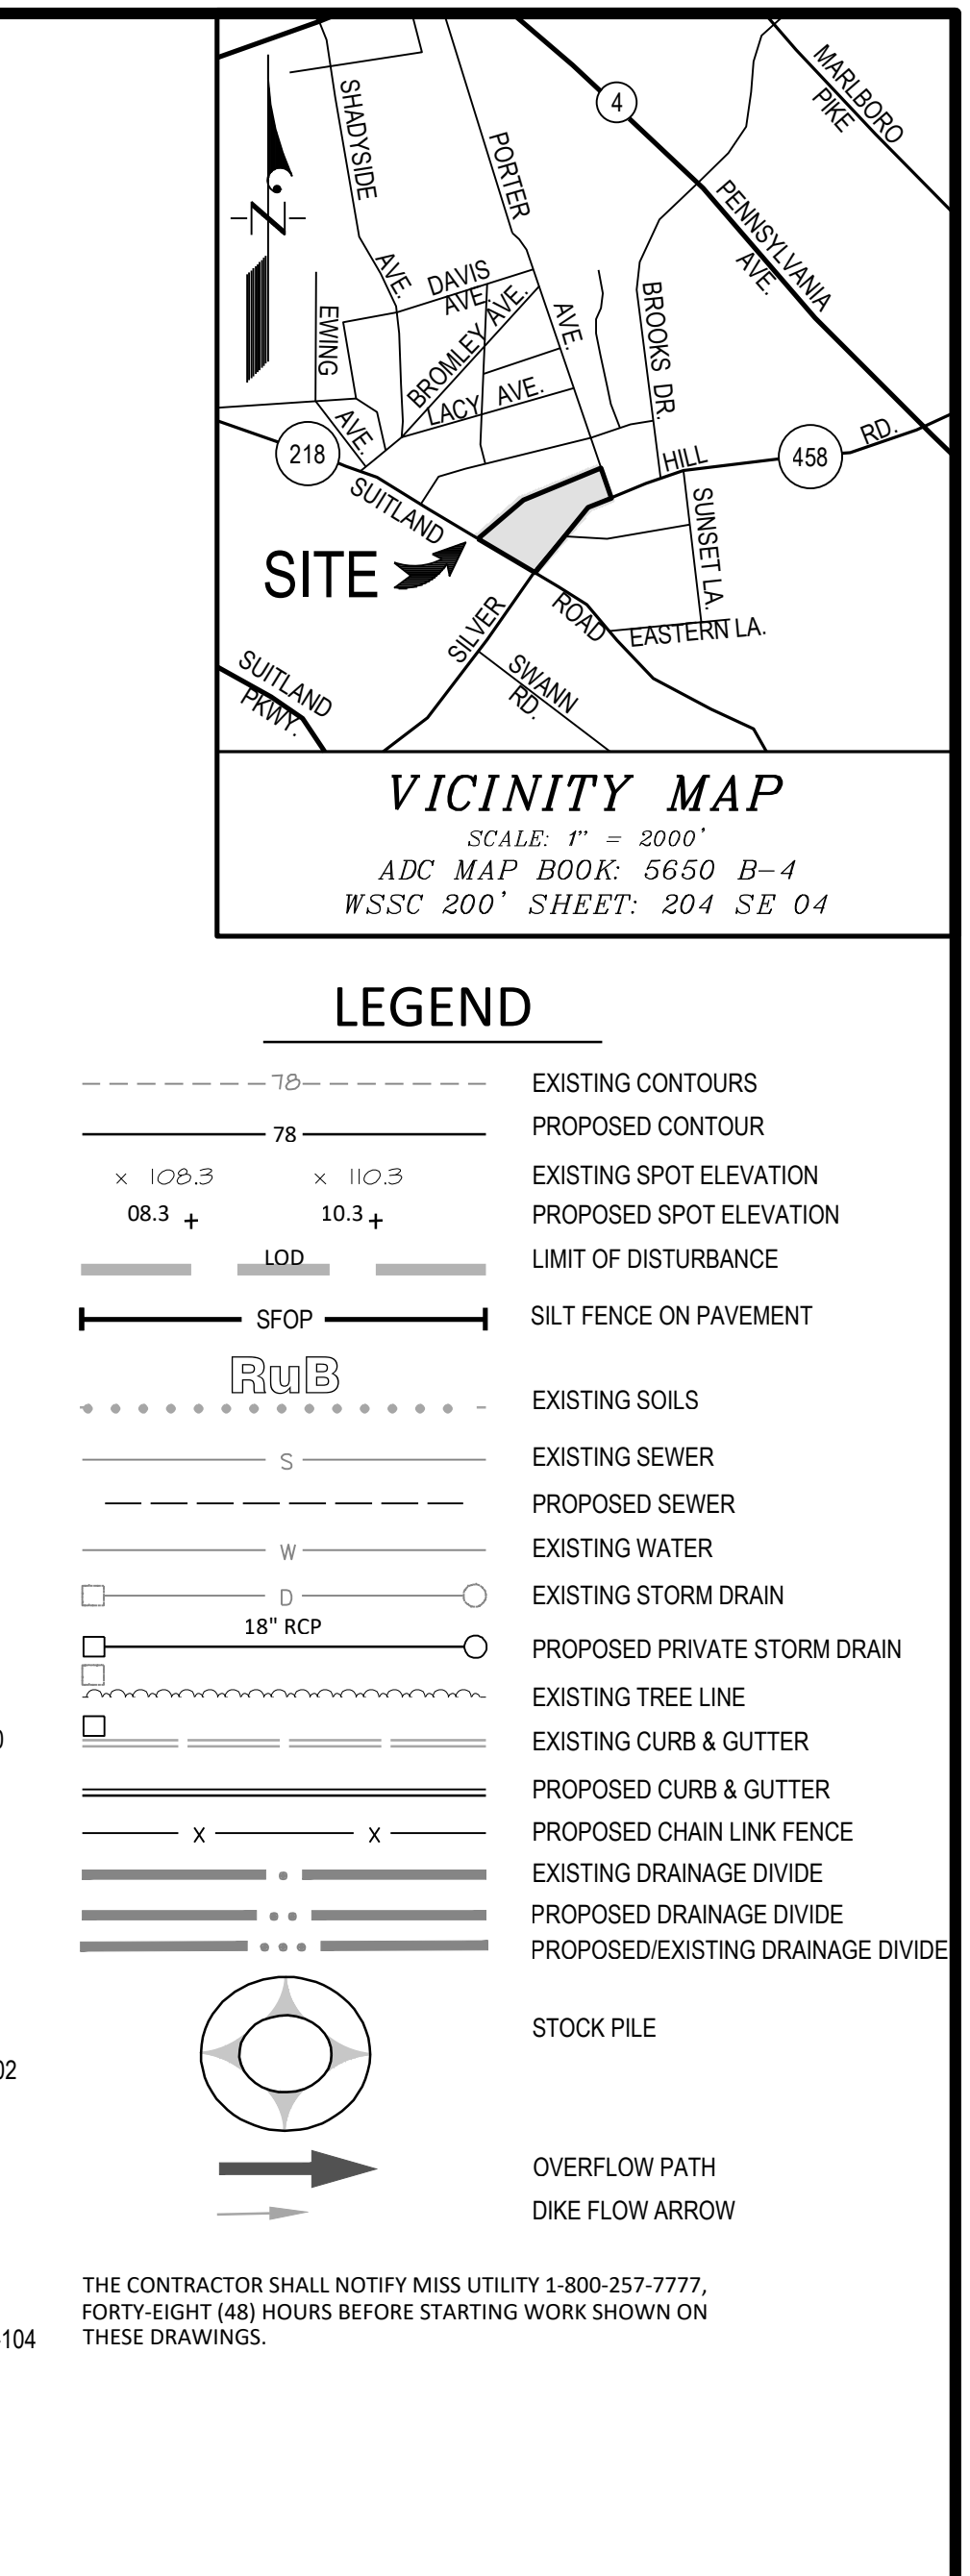 MARLBORO
PIKE
4
SHADYSIDE
AVE.
PORTER
AVE.
PENNSYLVANIA
AVE.
N
DAVIS
AVE.
BROMLEY AVE.
BROOKS DR.
EWING
AVE.
LACY AVE.
218
HILL
458
RD.
SUITLAND
SUNSET LA.
SITE
SILVER
ROAD
EASTERN LA.
SWANN
RD.
SUITLAND
PKWY.
VICINITY MAP
SCALE: 1" = 2000'
ADC MAP BOOK: 5650 B-4
WSSC 200' SHEET: 204 SE 04
LEGEND
78 EXISTING CONTOURS
78 PROPOSED CONTOUR
x 108.3 x 110.3 EXISTING SPOT ELEVATION
08.3 + 10.3 + PROPOSED SPOT ELEVATION
LOD LIMIT OF DISTURBANCE
SFOP SILT FENCE ON PAVEMENT
RuB
EXISTING SOILS
S EXISTING SEWER
PROPOSED SEWER
W EXISTING WATER
D EXISTING STORM DRAIN
18" RCP
PROPOSED PRIVATE STORM DRAIN
EXISTING TREE LINE
EXISTING CURB & GUTTER
PROPOSED CURB & GUTTER
X X PROPOSED CHAIN LINK FENCE
EXISTING DRAINAGE DIVIDE
PROPOSED DRAINAGE DIVIDE
PROPOSED/EXISTING DRAINAGE DIVIDE
STOCK PILE
02
OVERFLOW PATH
DIKE FLOW ARROW
THE CONTRACTOR SHALL NOTIFY MISS UTILITY 1-800-257-7777,
FORTY-EIGHT (48) HOURS BEFORE STARTING WORK SHOWN ON
THESE DRAWINGS.
104